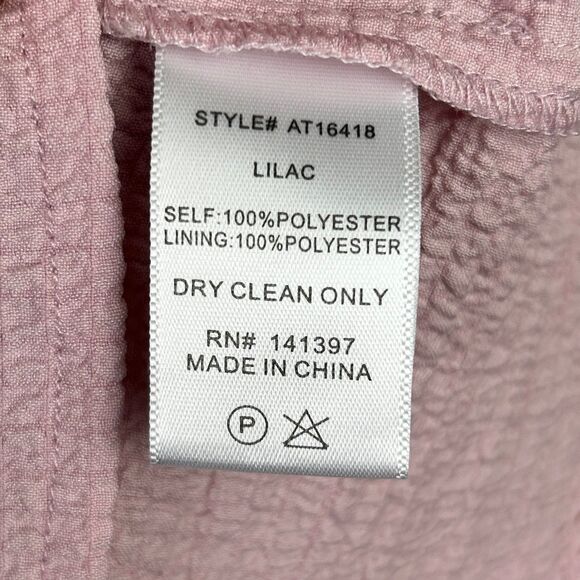 STYLE# AT16418
LILAC
SELF:100%POLYESTER
LINING:100%POLYESTER
DRY CLEAN ONLY
RN# 141397
MADE IN CHINA
P